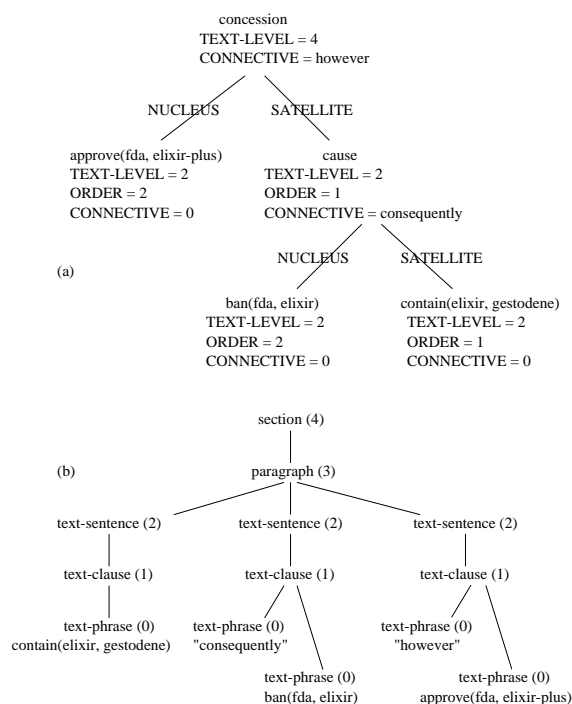 concession
TEXT-LEVEL = 4
CONNECTIVE = however
NUCLEUS SATELLITE
approve(fda, elixir-plus) cause
TEXT-LEVEL = 2 TEXT-LEVEL = 2
ORDER = 2 ORDER = 1
CONNECTIVE = 0 CONNECTIVE = consequently
NUCLEUS SATELLITE
(a)
ban(fda, elixir) contain(elixir, gestodene)
TEXT-LEVEL = 2 TEXT-LEVEL = 2
ORDER = 2 ORDER = 1
CONNECTIVE = 0 CONNECTIVE = 0
section (4)
(b) paragraph (3)
text-sentence (2) text-sentence (2) text-sentence (2)
text-clause (1) text-clause (1) text-clause (1)
text-phrase (0) text-phrase (0) text-phrase (0)
contain(elixir, gestodene) "consequently" "however"
text-phrase (0) text-phrase (0)
ban(fda, elixir) approve(fda, elixir-plus)